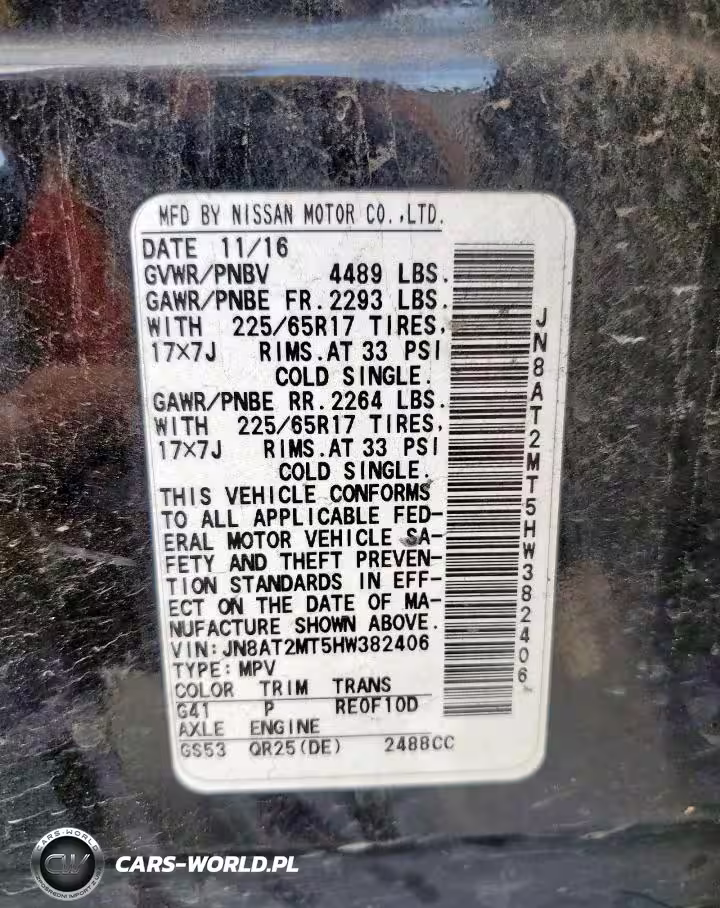 MFD BY NISSAN MOTOR CO.,LTD.
DATE 11/16
GVWR/PNBV 4489 LBS.
GAWR/PNBE FR.2293 LBS.
WITH 225/65R17 TIRES,
17×7J RIMS.AT 33 PSI
COLD SINGLE.
GAWR/PNBE RR.2264 LBS.
WITH 225/65R17 TIRES,
17×7J RIMS.AT 33 PSI
COLD SINGLE.
THIS VEHICLE CONFORMS
TO ALL APPLICABLE FED-
ERAL MOTOR VEHICLE SA-
FETY AND THEFT PREVEN-
TION STANDARDS IN EFF-
ECT ON THE DATE OF MA-
NUFACTURE SHOWN ABOVE.
VIN:JN8AT2MT5HW382406
TYPE:MPV
COLOR TRIM TRANS
G41 P RE0F10D
AXLE ENGINE
GS53 QR25(DE) 2488CC
JN8AT2MT5HW382406
CARS-WORLD
CW
CARS-WORLD.PL